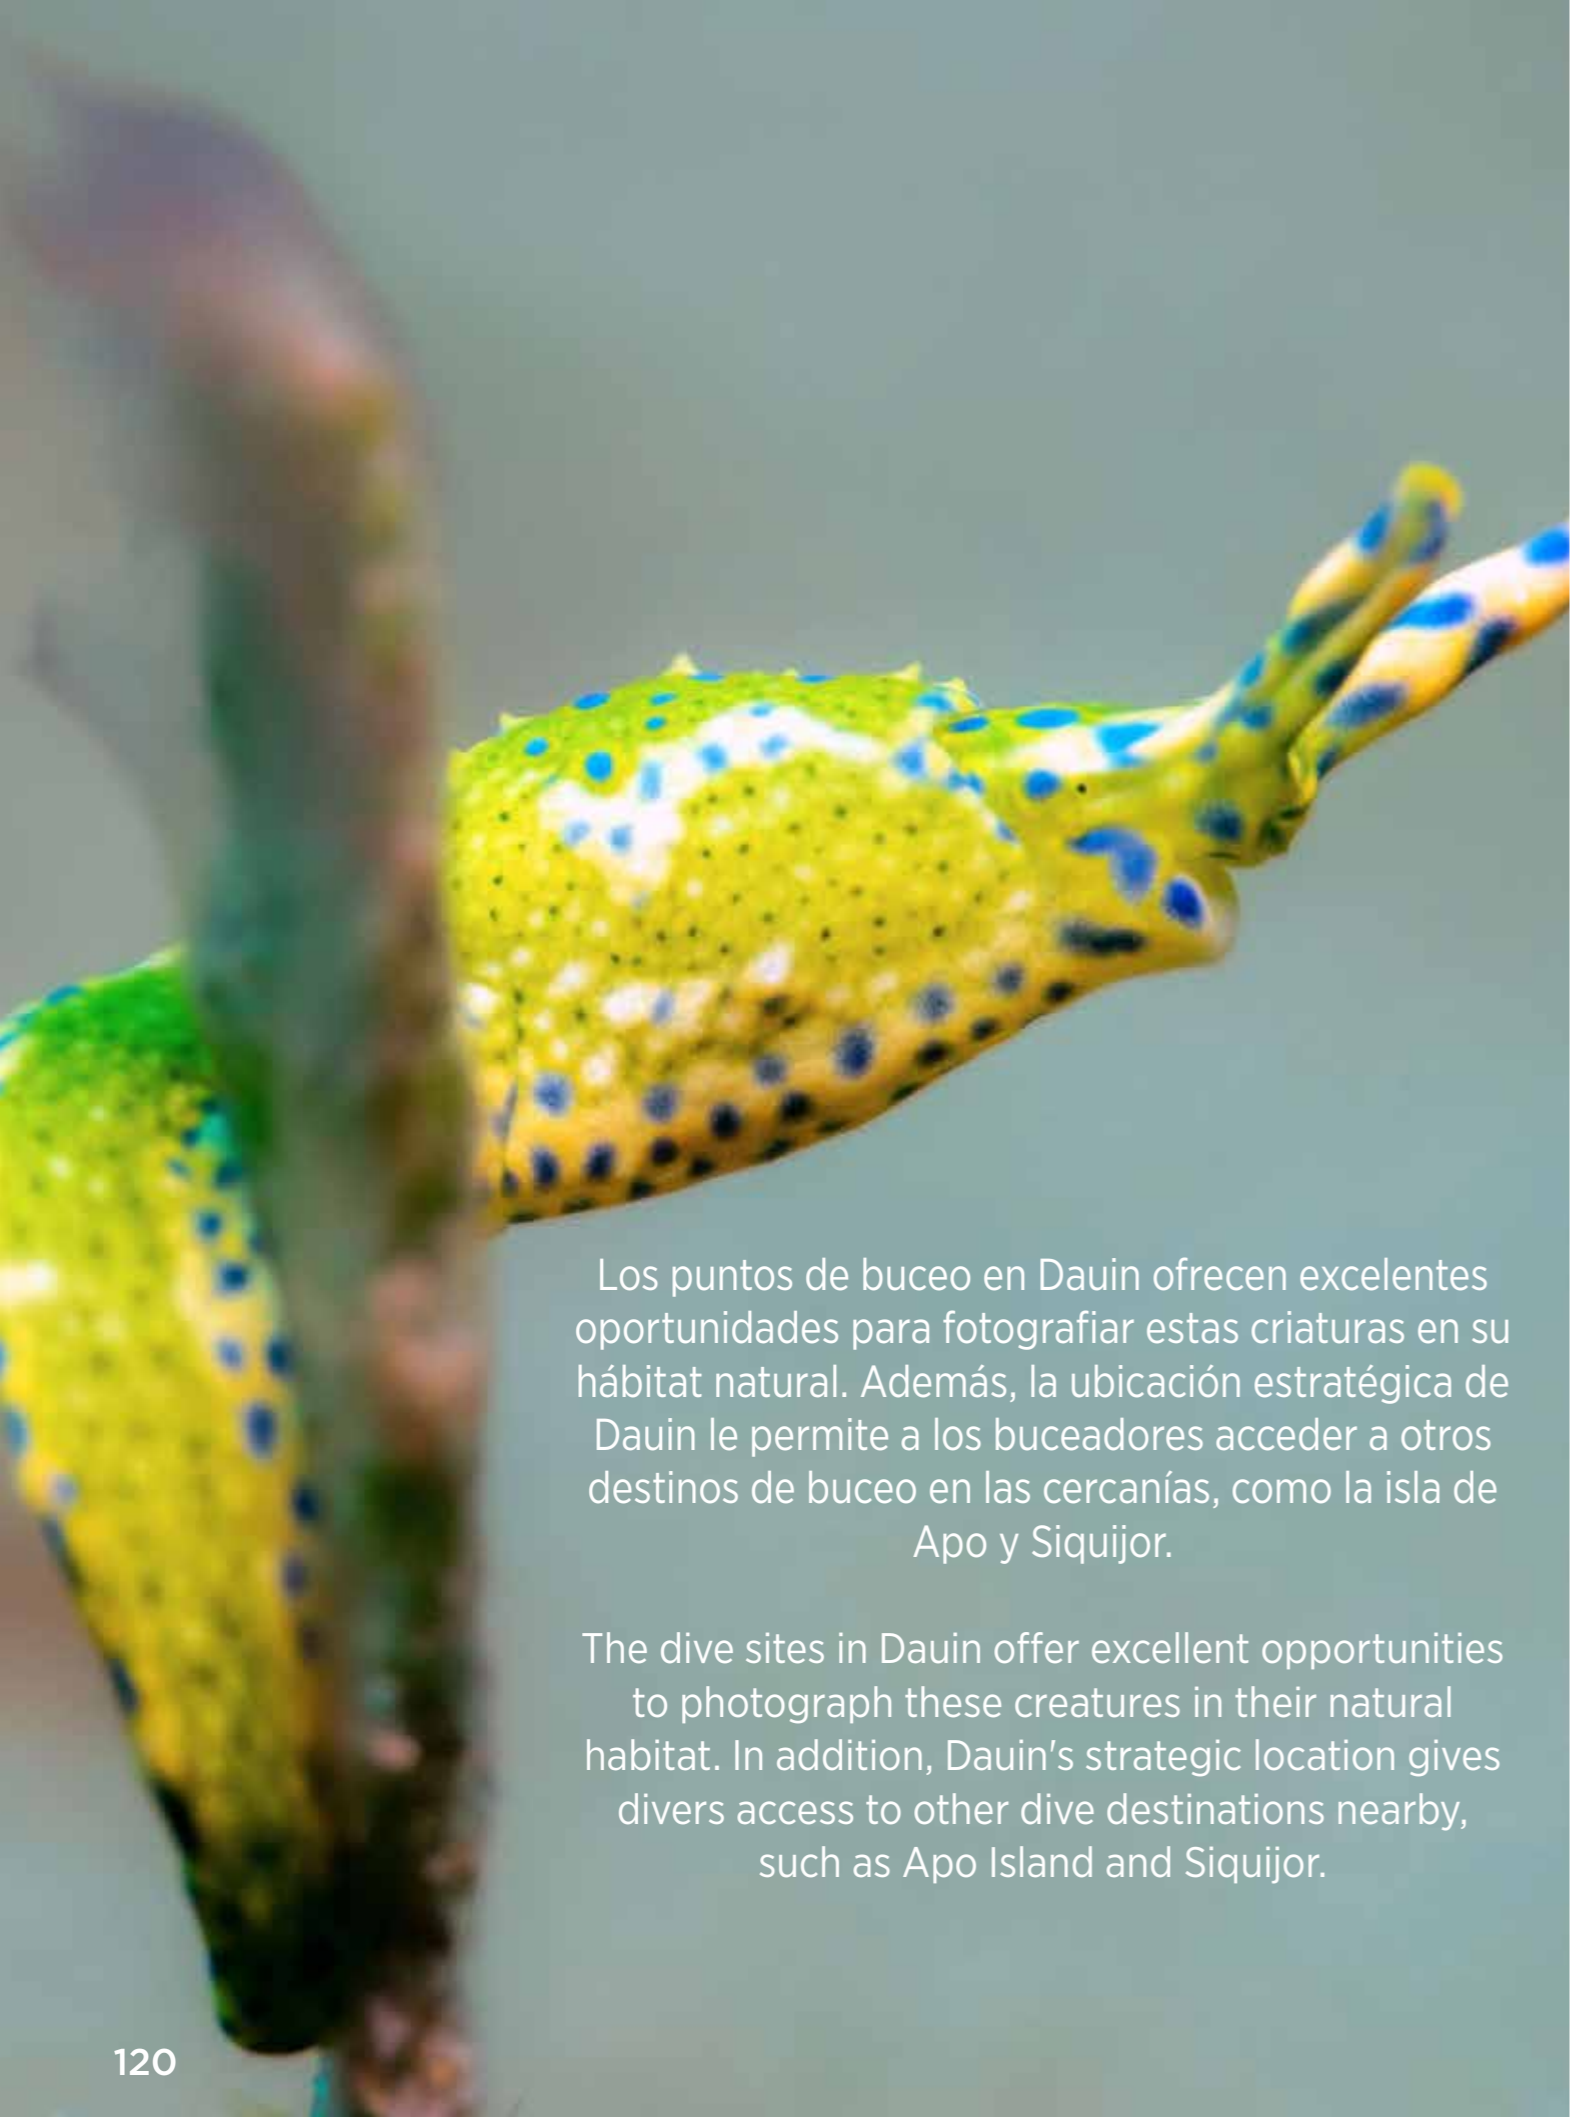 Los puntos de buceo en Dauin ofrecen excelentes
oportunidades para fotografiar estas criaturas en su
hábitat natural. Además, la ubicación estratégica de
Dauin le permite a los buceadores acceder a otros
destinos de buceo en las cercanías, como la isla de
Apo y Siquijor.
The dive sites in Dauin offer excellent opportunities
to photograph these creatures in their natural
habitat. In addition, Dauin's strategic location gives
divers access to other dive destinations nearby,
such as Apo Island and Siquijor.
120